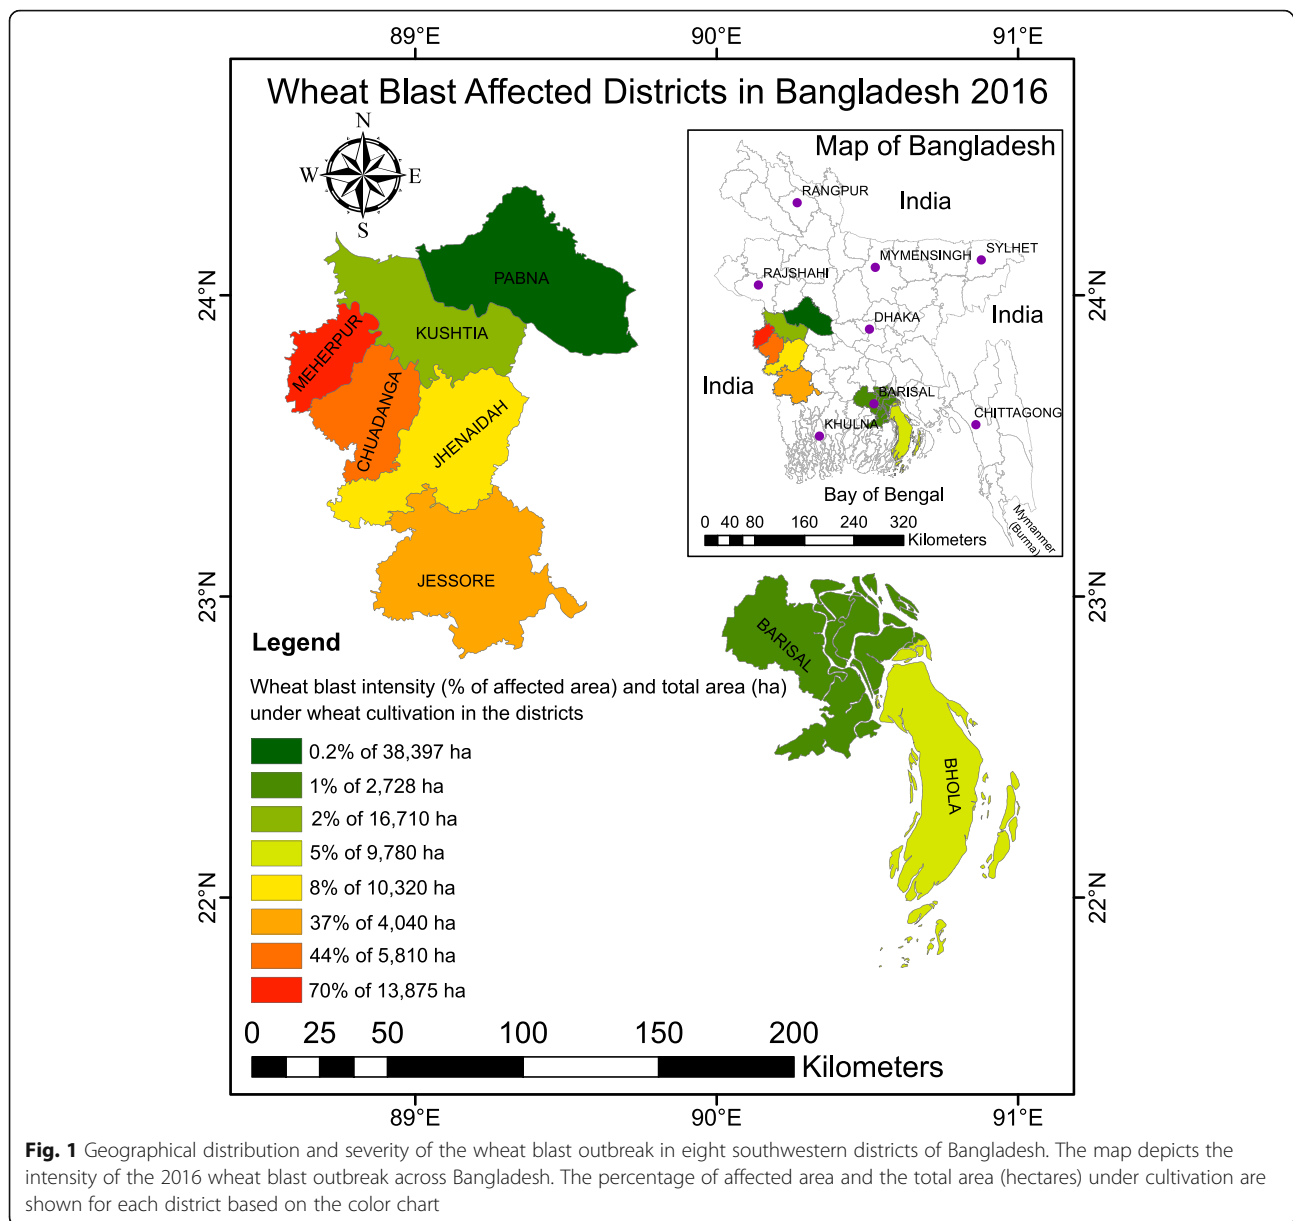 89°E 90°E 91°E
Wheat Blast Affected Districts in Bangladesh 2016
N
W E
S
Map of Bangladesh
RANGPUR
India
SYLHET
MYMENSINGH
RAJSHAHI
DHAKA
India
India
BARISAL
CHITTAGONG
KHULNA
Bay of Bengal
Mymanmer
(Burma)
0 40 80 160 240 320
Kilometers
24°N
24°N
PABNA
KUSHTIA
MEHERPUR
CHUADANGA
JHENAIDAH
JESSORE
23°N
23°N
BARISAL
BHOLA
22°N
22°N
Legend
Wheat blast intensity (% of affected area) and total area (ha)
under wheat cultivation in the districts
0.2% of 38,397 ha
1% of 2,728 ha
2% of 16,710 ha
5% of 9,780 ha
8% of 10,320 ha
37% of 4,040 ha
44% of 5,810 ha
70% of 13,875 ha
0 25 50 100 150 200
Kilometers
89°E 90°E 91°E
Fig. 1 Geographical distribution and severity of the wheat blast outbreak in eight southwestern districts of Bangladesh. The map depicts the
intensity of the 2016 wheat blast outbreak across Bangladesh. The percentage of affected area and the total area (hectares) under cultivation are
shown for each district based on the color chart